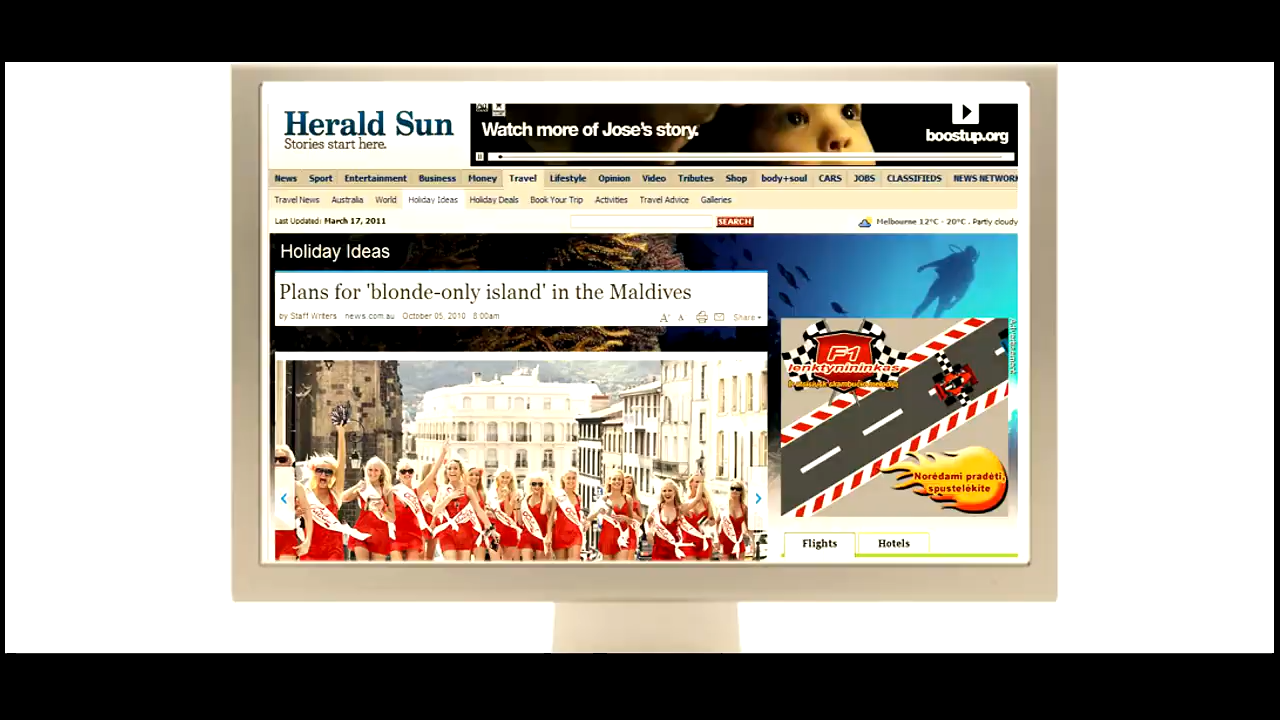 Herald Sun
Stories start here.
Watch more of Jose's story.
boostup.org
News Sport Entertainment Business Money Travel Lifestyle Opinion Video Tributes Shop body+soul CARS JOBS CLASSIFIEDS NEWS NETWORK
Travel News Australia World Holiday Ideas Holiday Deals Book Your Trip Activities Travel Advice Galleries
Last Updated: March 17, 2011
SEARCH
Melbourne 12°C - 20°C . Partly cloudy
Holiday Ideas
Plans for 'blonde-only island' in the Maldives
by Staff Writers news.com.au October 05, 2010 8:00am
A+ A Share
F1
lenktynininkas
Norėdami pradėti,
spustelėkite
Advertisement
Flights Hotels